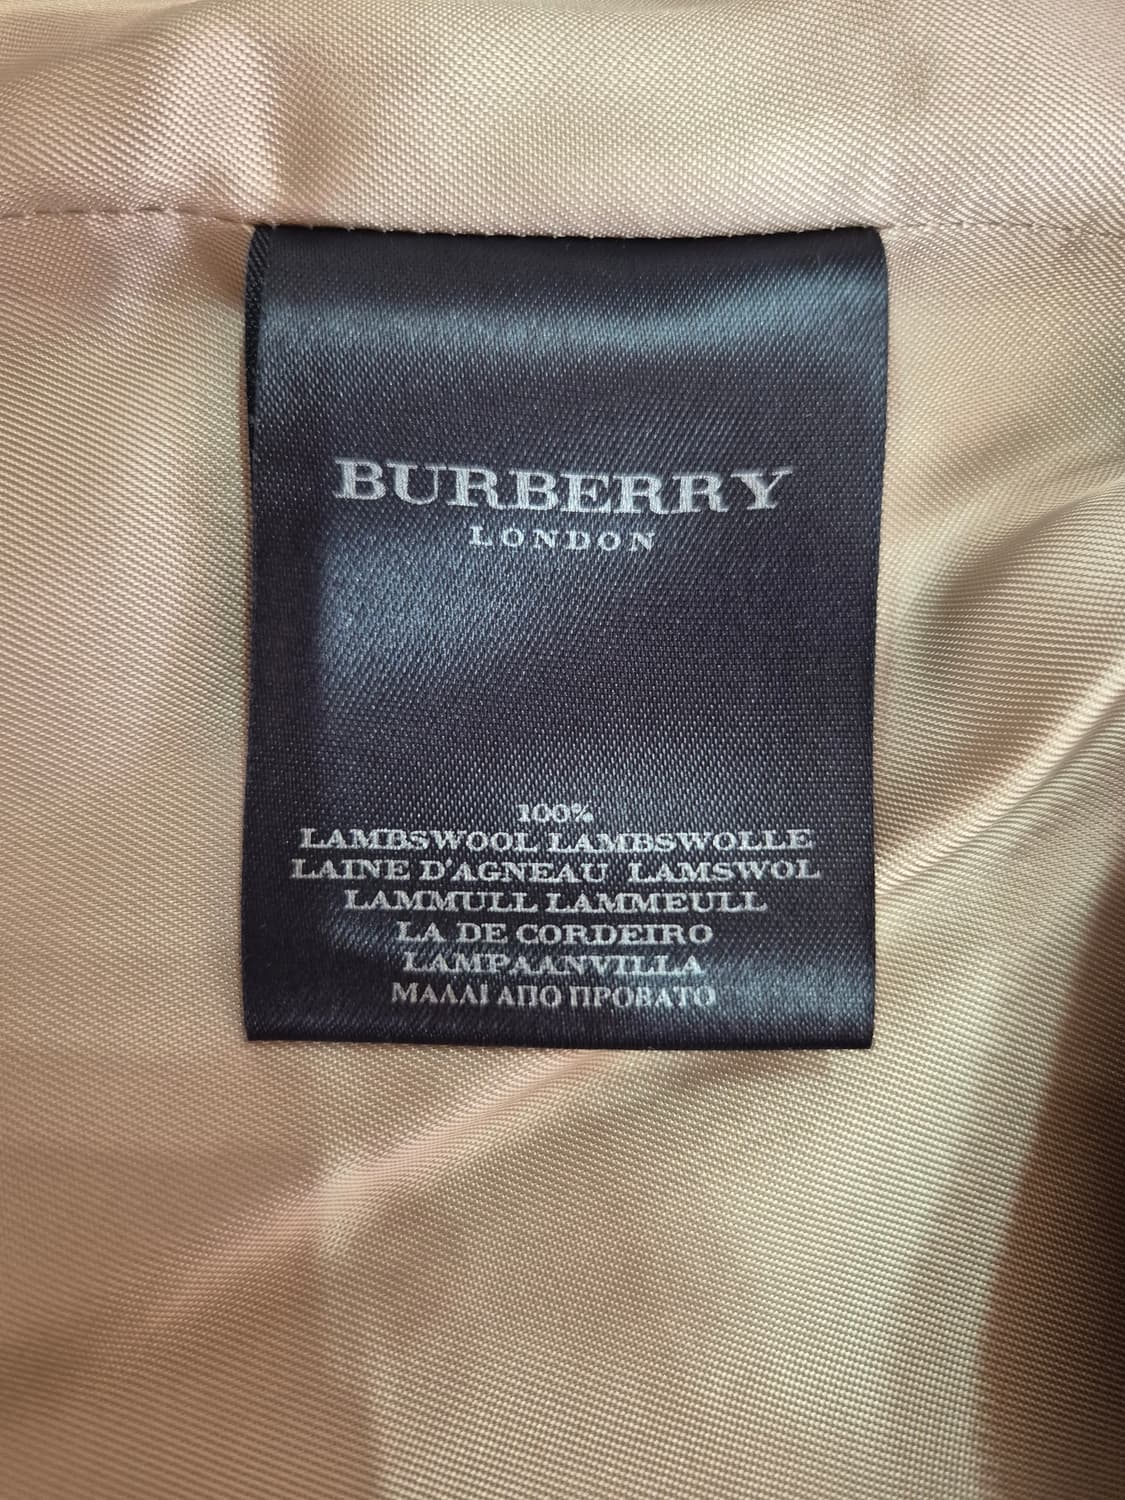 BURBERRY
LONDON
100%
LAMBSWOOL LAMBSWOLLE
LAINE D'AGNEAU LAMSWOL
LAMMULL LAMMEULL
LA DE CORDEIRO
LAMPAANVILLA
ΜΑΛΛΙ ΑΠΟ ΠΡΟΒΑΤΟ